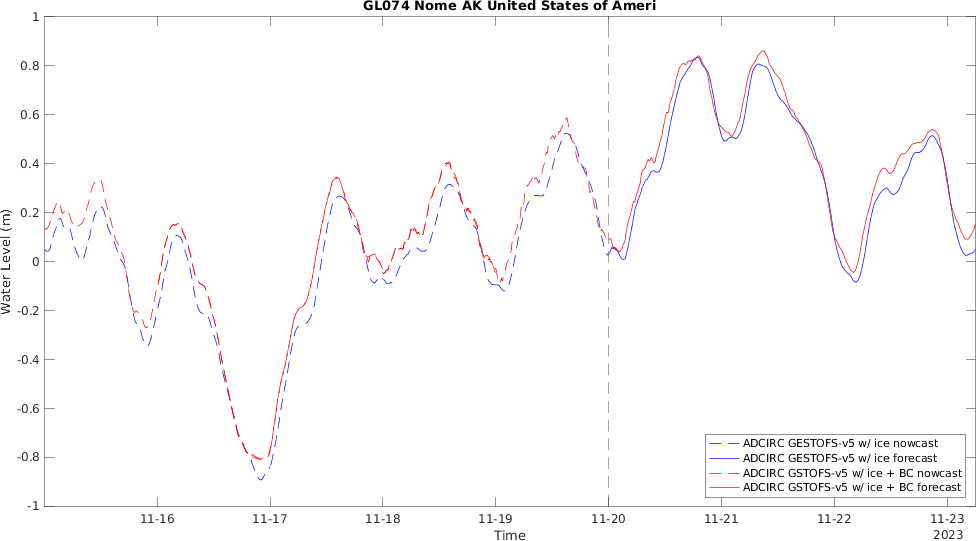 GL074 Nome AK United States of Ameri
1
0.8
0.6
0.4
0.2
0
-0.2
-0.4
-0.6
-0.8
-1
Water Level (m)
11-16 11-17 11-18 11-19 11-20 11-21 11-22 11-23
Time 2023
ADCIRC GESTOFS-v5 w/ ice nowcast
ADCIRC GESTOFS-v5 w/ ice forecast
ADCIRC GSTOFS-v5 w/ ice + BC nowcast
ADCIRC GSTOFS-v5 w/ ice + BC forecast